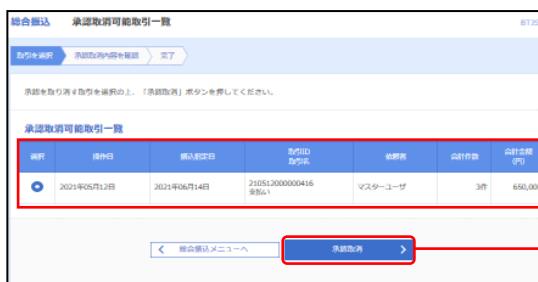 総合振込 承認取消可能取引一覧 BT35
取引を選択 承認取消内容を確認 完了
承認を取り消す取引を選択の上、「承認取消」ボタンを押してください。
承認取消可能取引一覧
選択 操作日 振込指定日 取引ID 依頼者 合計件数 合計金額
取引名 (円)
2021年05月12日 2021年06月14日 210512000000416 マスターユーザ 3件 650,00
支払い
総合振込メニューへ 承認取消